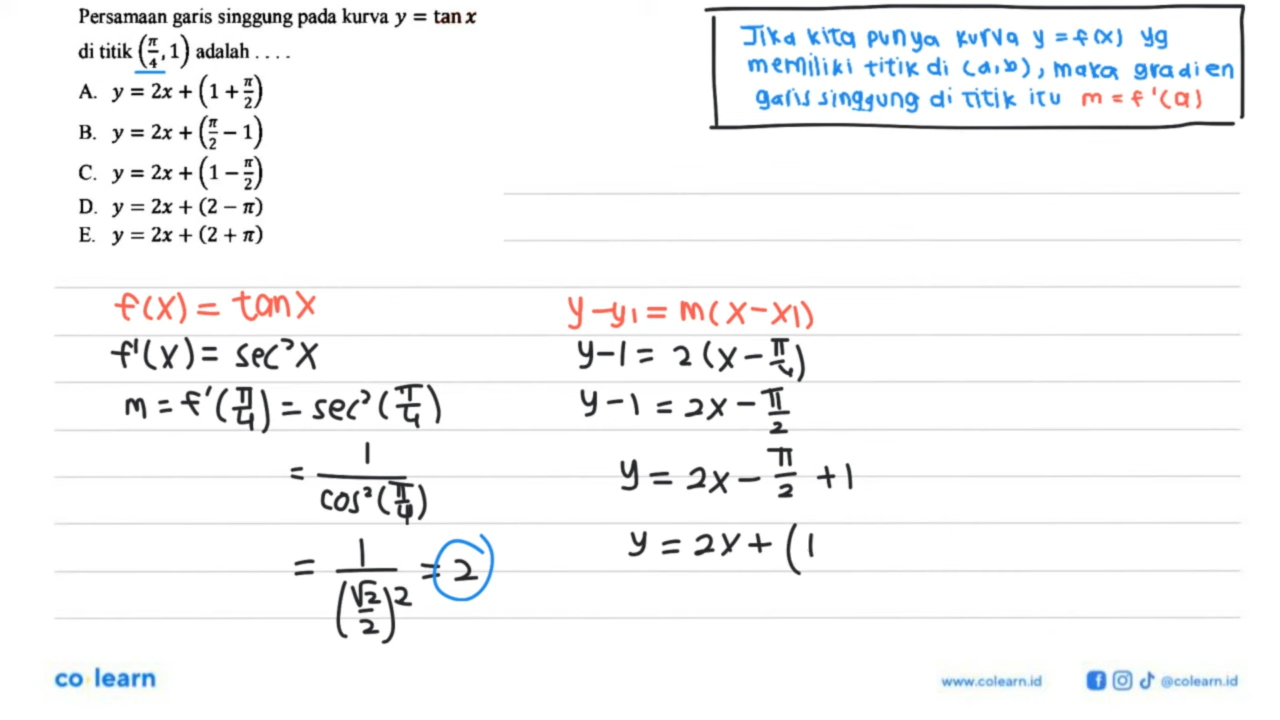 Persamaan garis singgung pada kurva y = tan x
di titik (π/4, 1) adalah . . . .
A. y = 2x + (1 + π/2)
B. y = 2x + (π/2 − 1)
C. y = 2x + (1 − π/2)
D. y = 2x + (2 − π)
E. y = 2x + (2 + π)
Jika kita punya kurva y = f(x) yg
memiliki titik di (a,b), maka gradien
garis singgung di titik itu m = f'(a)
f(x) = tan x
f'(x) = sec² x
m = f'(π/4) = sec² (π/4)
= 1/cos² (π/4)
= 1/(√2/2)² = 2
y − y1 = m(x − x1)
y − 1 = 2(x − π/4)
y − 1 = 2x − π/2
y = 2x − π/2 + 1
y = 2x + (1
co learn
www.colearn.id
@colearn.id